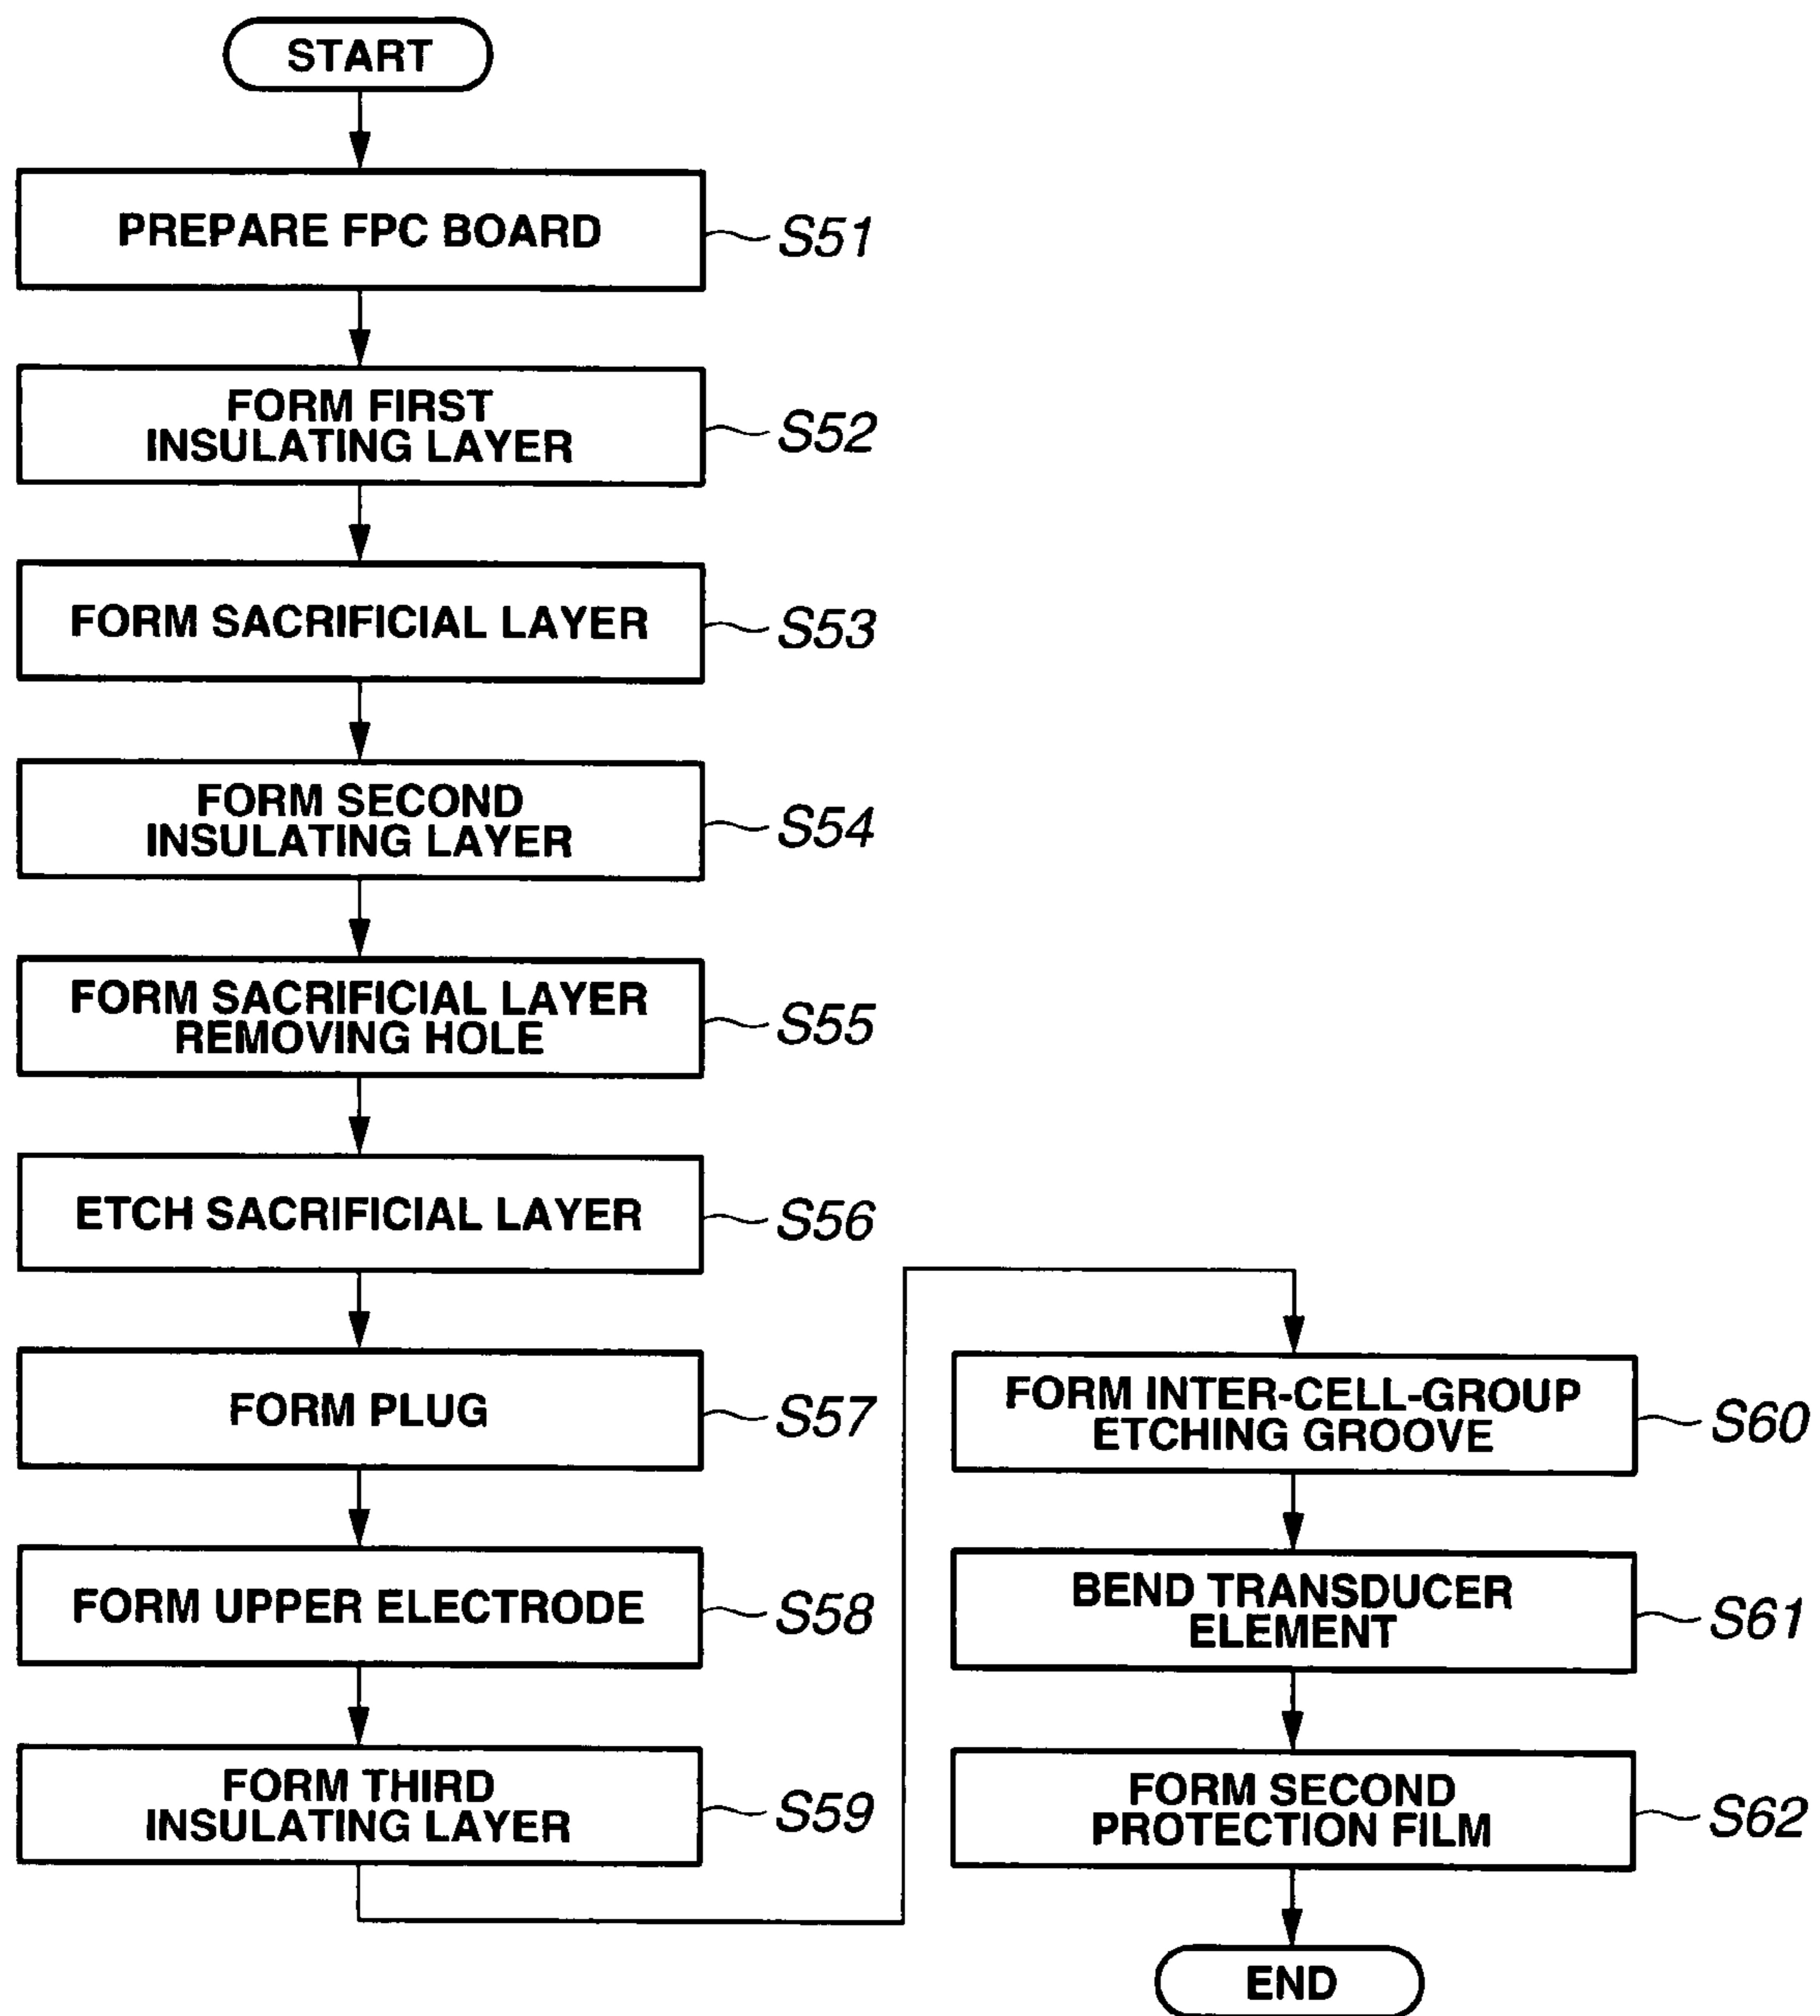 START
PREPARE FPC BOARD
S51
FORM FIRST
INSULATING LAYER
S52
FORM SACRIFICIAL LAYER
S53
FORM SECOND
INSULATING LAYER
S54
FORM SACRIFICIAL LAYER
REMOVING HOLE
S55
ETCH SACRIFICIAL LAYER
S56
FORM PLUG
S57
FORM UPPER ELECTRODE
S58
FORM THIRD
INSULATING LAYER
S59
FORM INTER-CELL-GROUP
ETCHING GROOVE
S60
BEND TRANSDUCER
ELEMENT
S61
FORM SECOND
PROTECTION FILM
S62
END